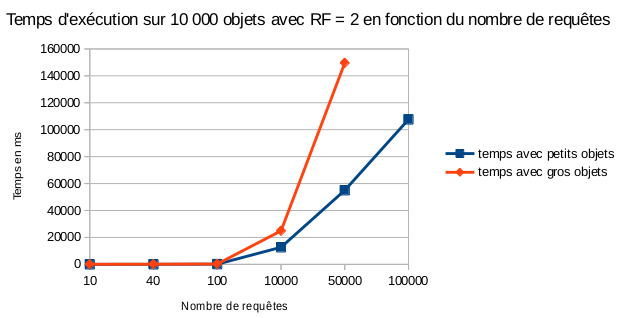 Temps d'exécution sur 10 000 objets avec RF = 2 en fonction du nombre de requêtes
160000
140000
120000
100000
80000
60000
40000
20000
0
Temps en ms
10 40 100 10000 50000 100000
Nombre de requêtes
temps avec petits objets
temps avec gros objets